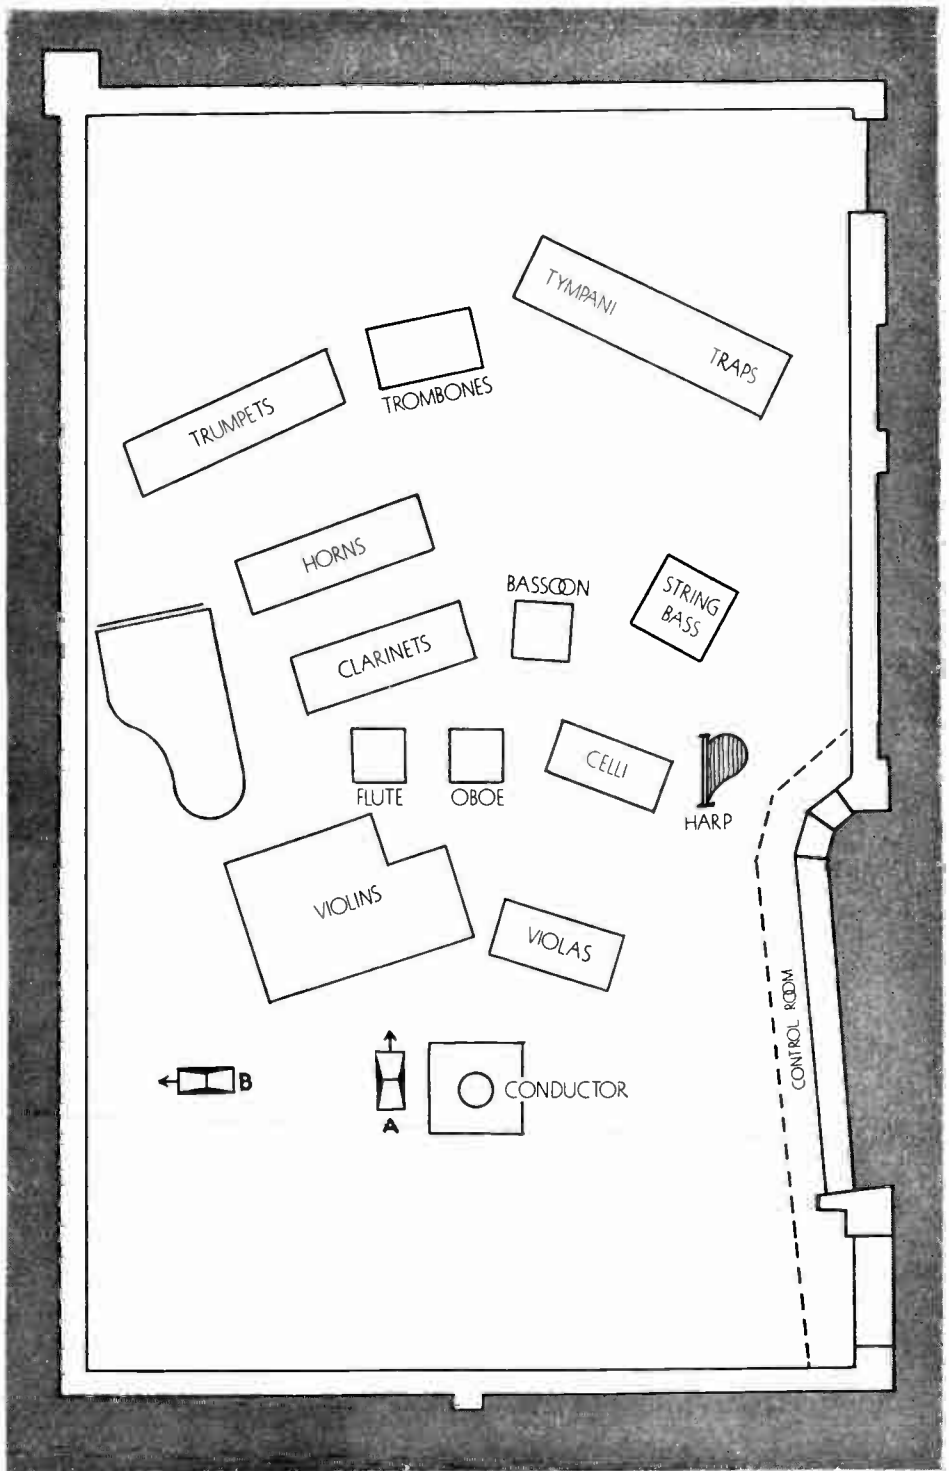 TYMPANI
TRAPS
TROMBONES
TRUMPETS
HORNS
BASSOON
STRING
BASS
CLARINETS
CELLI
FLUTE
OBOE
HARP
VIOLINS
VIOLAS
CONTROL ROOM
B
CONDUCTOR
A